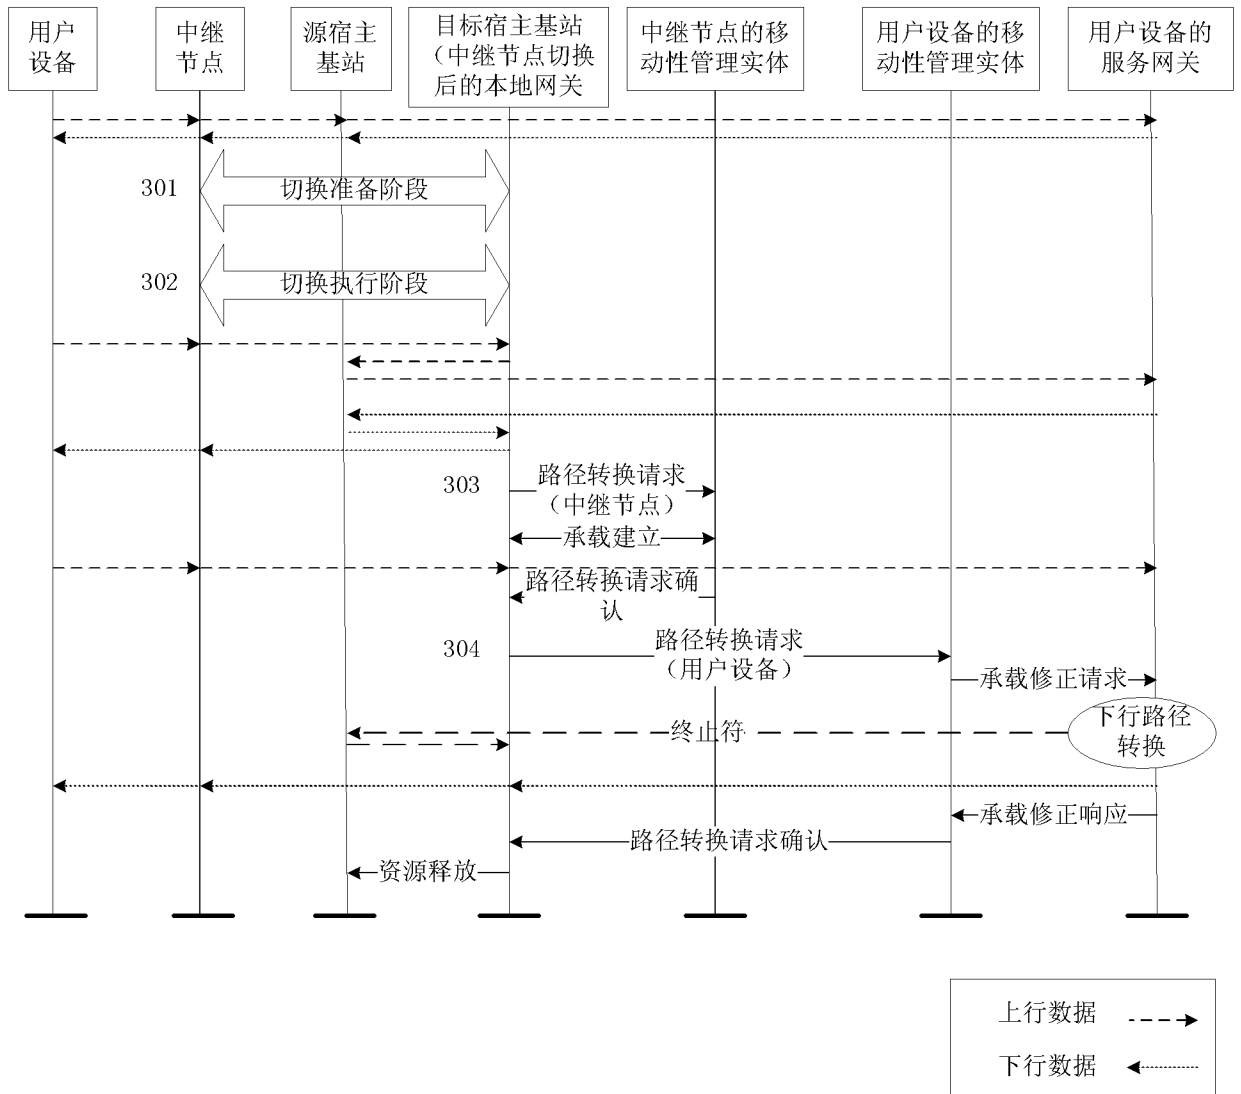 用户
设备
中继
节点
源宿主
基站
目标宿主基站
（中继节点切换
后的本地网关
中继节点的移
动性管理实体
用户设备的移
动性管理实体
用户设备的
服务网关
301
切换准备阶段
302
切换执行阶段
303
路径转换请求
（中继节点）
承载建立
路径转换请求确
认
304
路径转换请求
（用户设备）
承载修正请求
下行路径
转换
终止符
承载修正响应
路径转换请求确认
资源释放
上行数据
下行数据